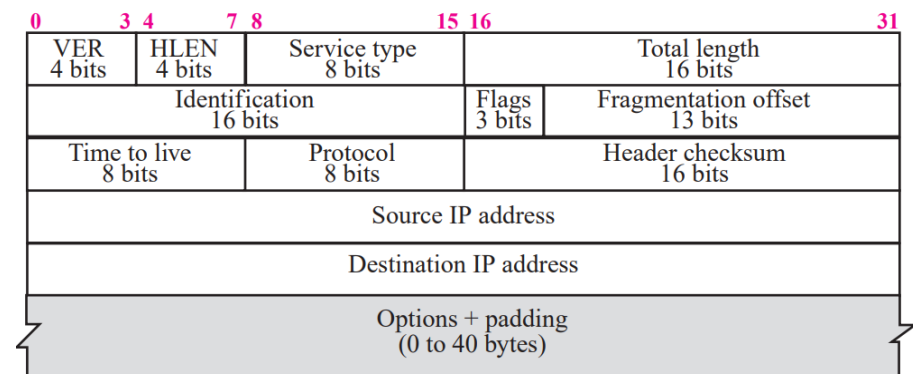 0 3 4 7 8 15 16 31
VER HLEN Service type Total length
4 bits 4 bits 8 bits 16 bits
Identification Flags Fragmentation offset
16 bits 3 bits 13 bits
Time to live Protocol Header checksum
8 bits 8 bits 16 bits
Source IP address
Destination IP address
Options + padding
(0 to 40 bytes)